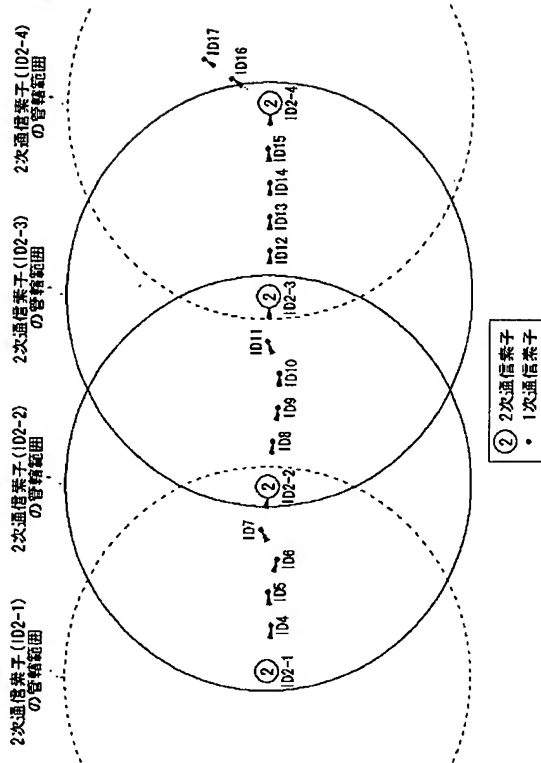 2次通信素子(ID2-1)
の管轄範囲
2次通信素子(ID2-2)
の管轄範囲
2次通信素子(ID2-3)
の管轄範囲
2次通信素子(ID2-4)
の管轄範囲
② ID2-1
ID4
ID5
ID6
ID7
② ID2-2
ID8
ID9
ID10
ID11
② ID2-3
ID12
ID13
ID14
ID15
② ID2-4
ID16
ID17
② 2次通信素子
・ 1次通信素子